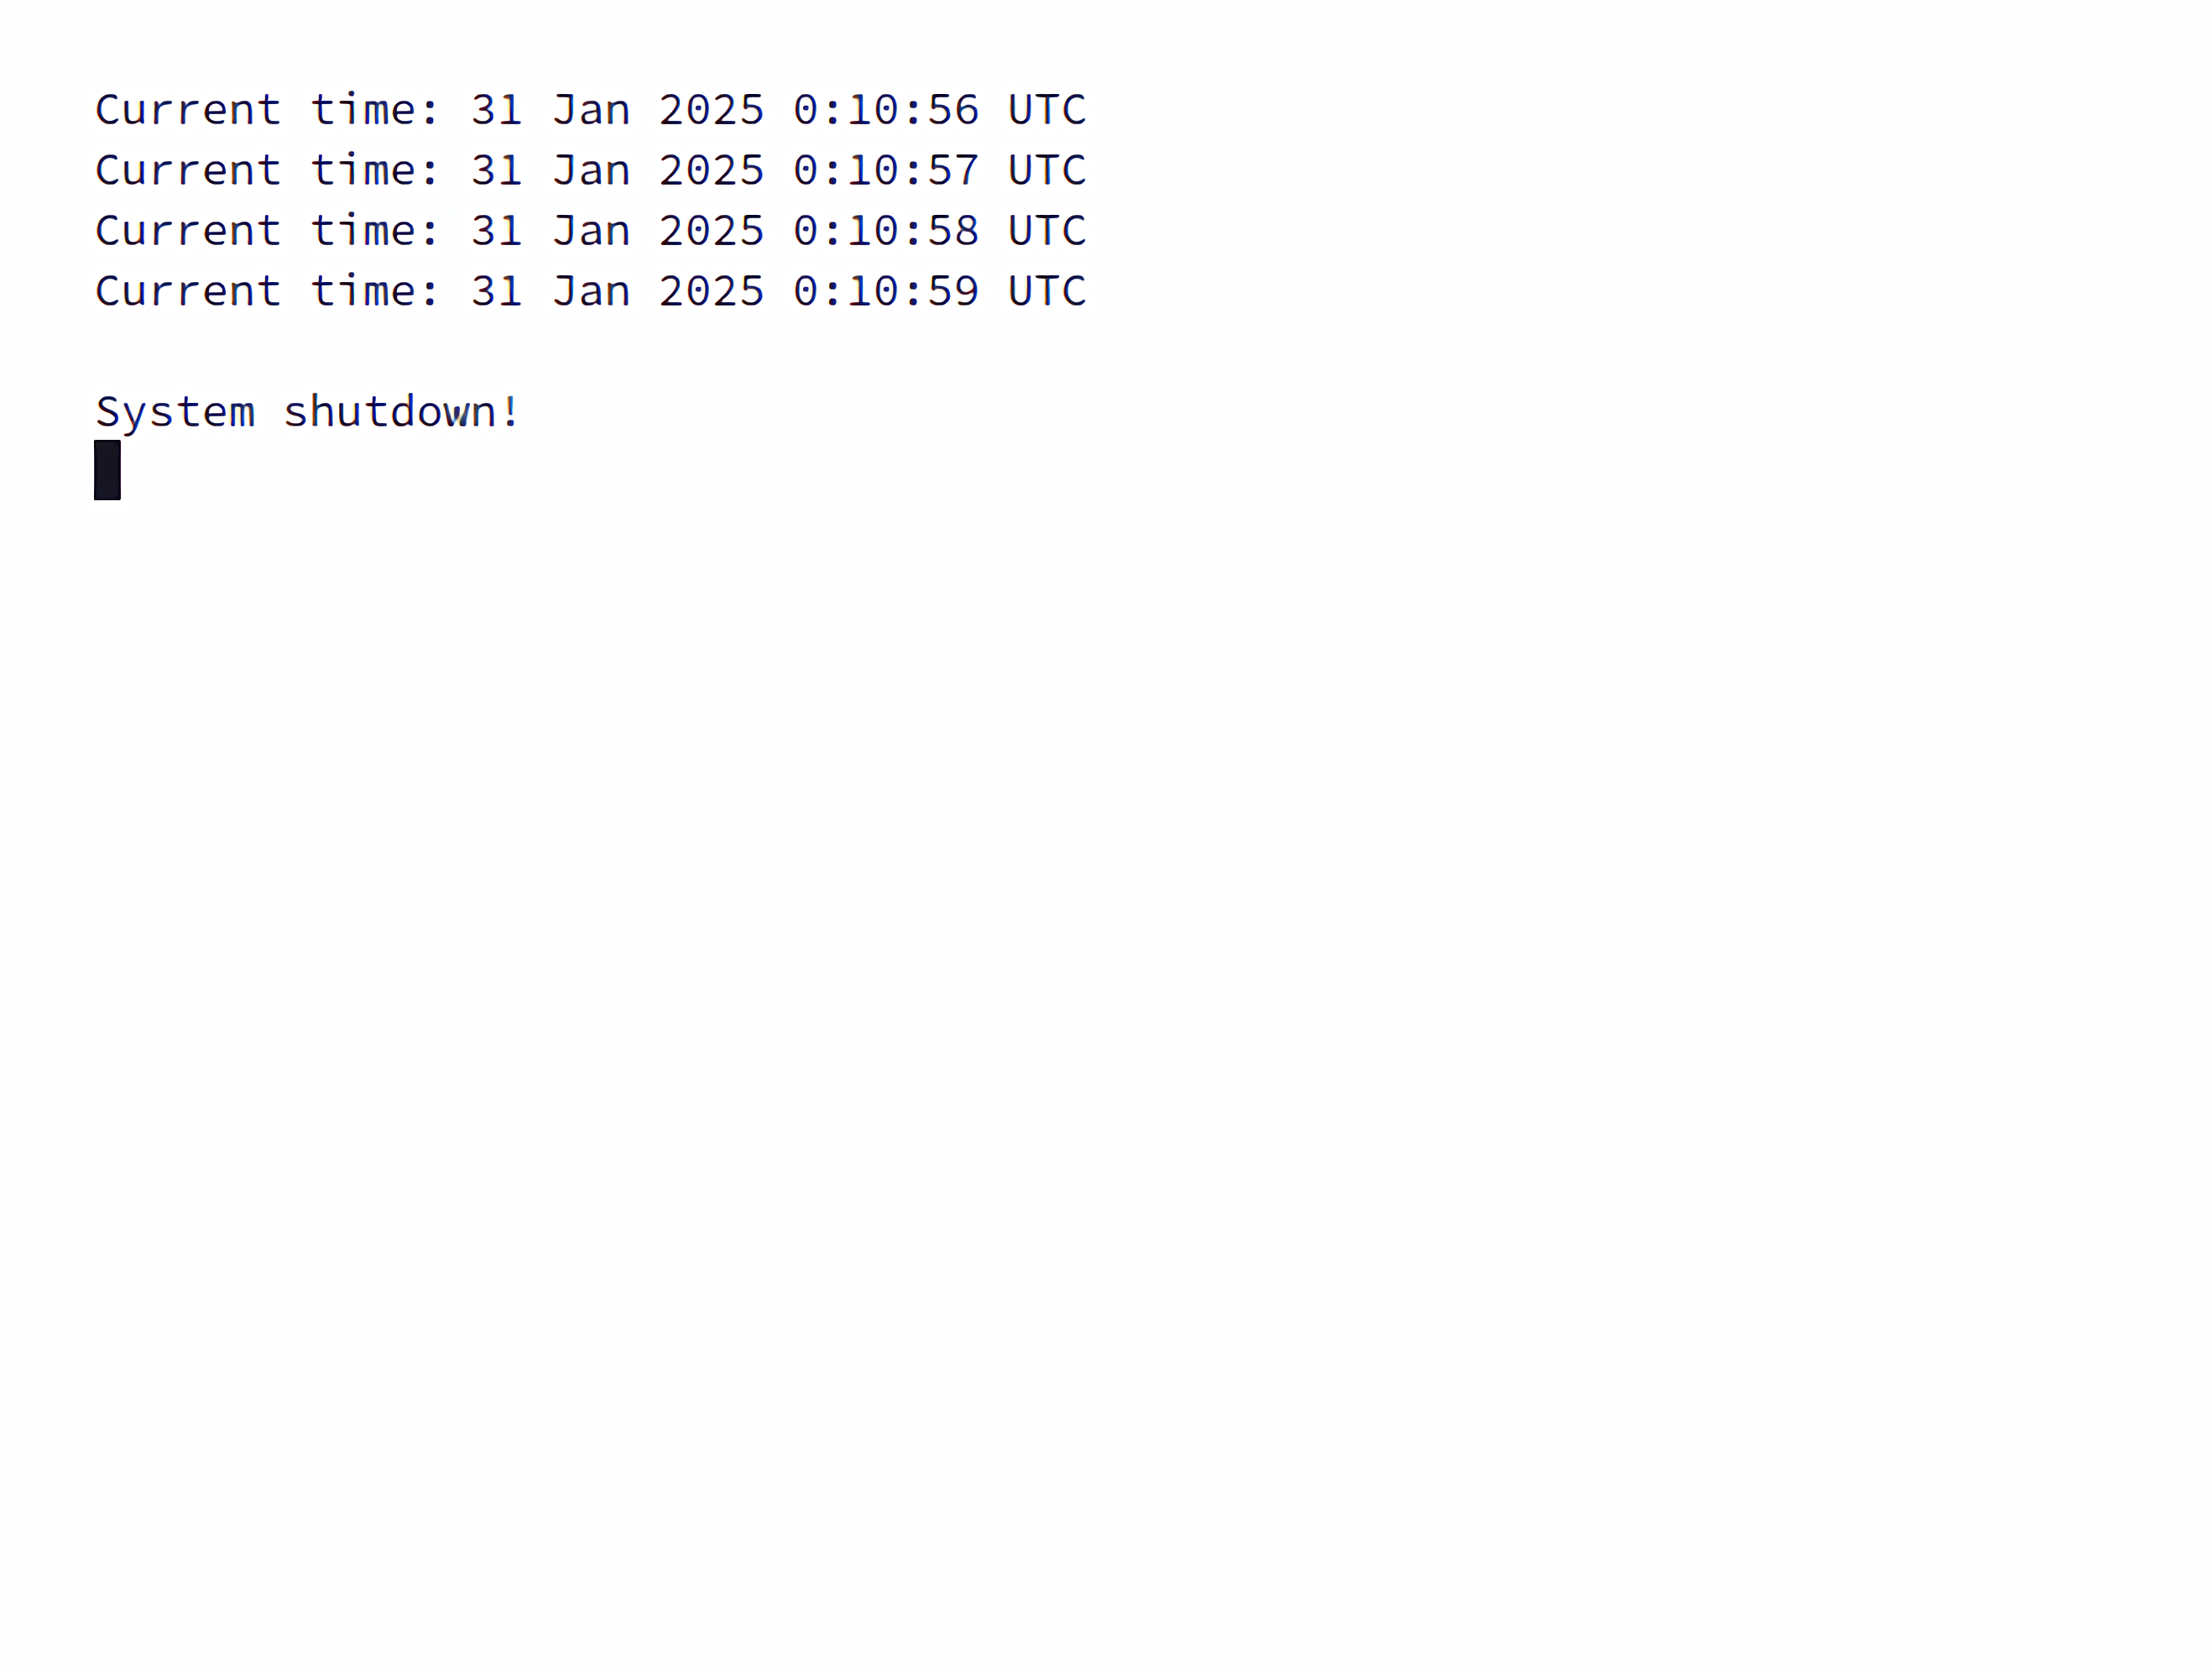 Current time: 31 Jan 2025 0:10:56 UTC
Current time: 31 Jan 2025 0:10:57 UTC
Current time: 31 Jan 2025 0:10:58 UTC
Current time: 31 Jan 2025 0:10:59 UTC
System shutdown!